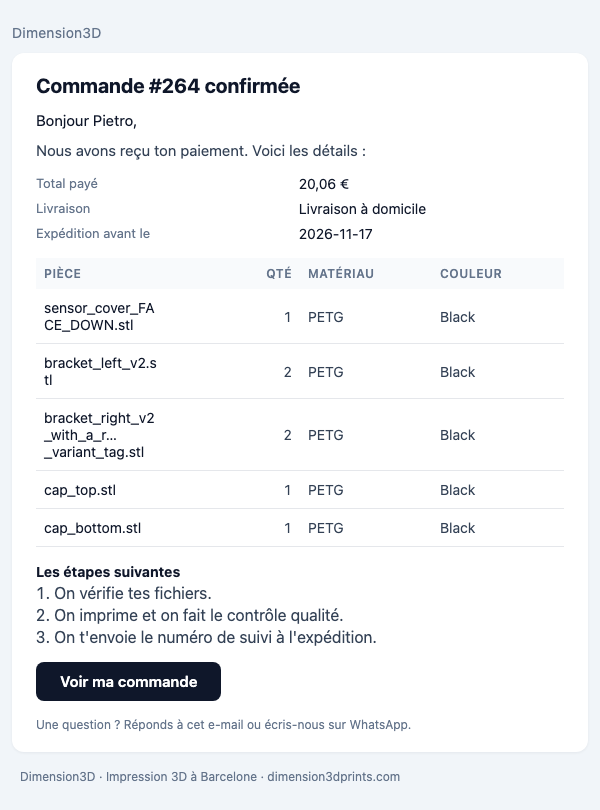 Dimension3D
Commande #264 confirmée
Bonjour Pietro,
Nous avons reçu ton paiement. Voici les détails :
Total payé 20,06 €
Livraison Livraison à domicile
Expédition avant le 2026-11-17
PIÈCE QTÉ MATÉRIAU COULEUR
sensor_cover_FA
CE_DOWN.stl 1 PETG Black
bracket_left_v2.s
tl 2 PETG Black
bracket_right_v2
_with_a_r...
_variant_tag.stl 2 PETG Black
cap_top.stl 1 PETG Black
cap_bottom.stl 1 PETG Black
Les étapes suivantes
1. On vérifie tes fichiers.
2. On imprime et on fait le contrôle qualité.
3. On t'envoie le numéro de suivi à l'expédition.
Voir ma commande
Une question ? Réponds à cet e-mail ou écris-nous sur WhatsApp.
Dimension3D · Impression 3D à Barcelone · dimension3dprints.com